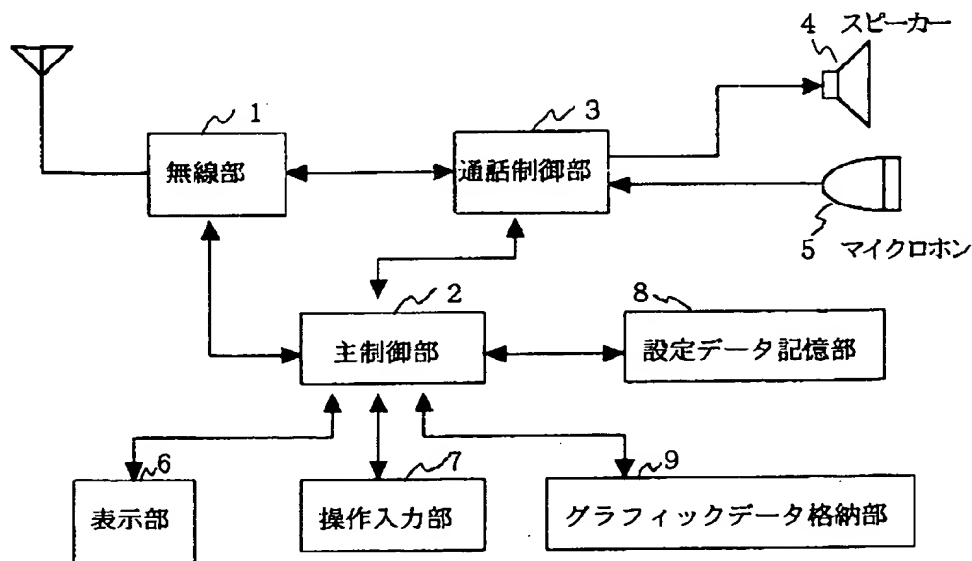 4 スピーカー
1
3
無線部
通話制御部
5 マイクロホン
2
8
主制御部
設定データ記憶部
6
7
9
表示部
操作入力部
グラフィックデータ格納部